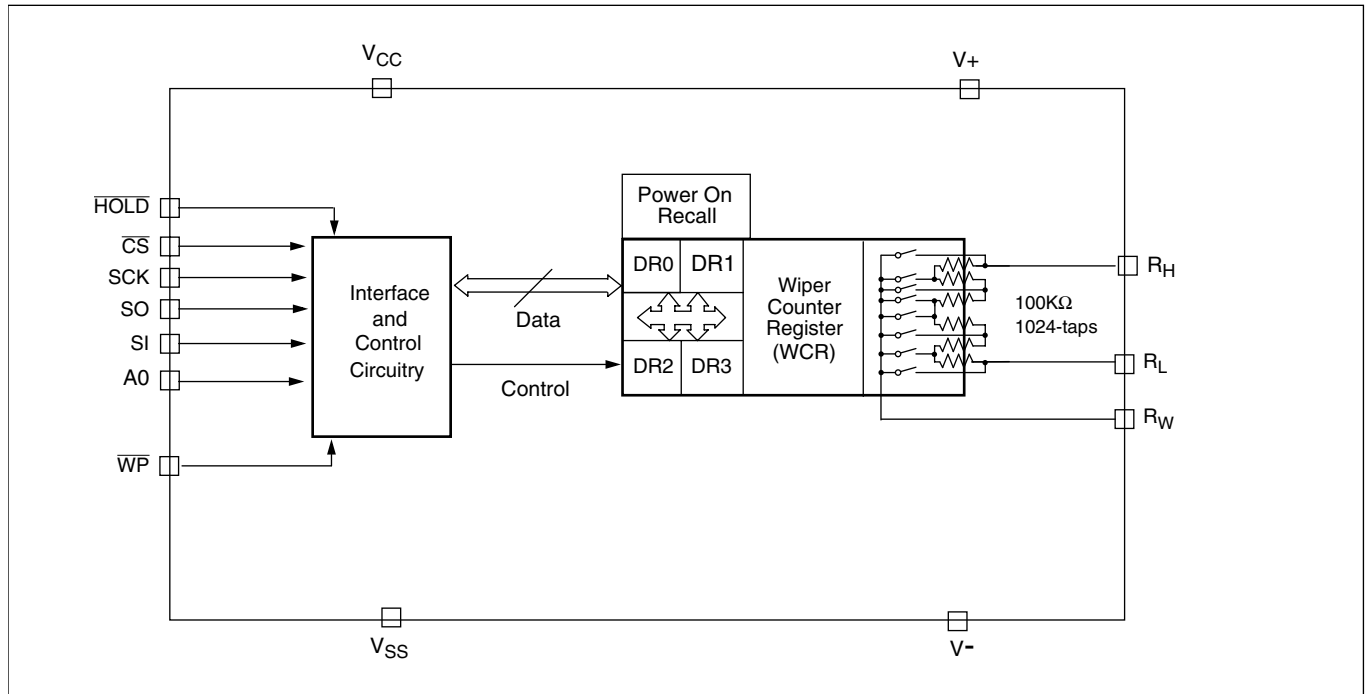 VCC
V+
HOLD
CS
SCK
SO
SI
A0
WP
Interface
and
Control
Circuitry
Data
Control
Power On
Recall
DR0
DR1
DR2
DR3
Wiper
Counter
Register
(WCR)
100KΩ
1024-taps
RH
RL
RW
VSS
V-